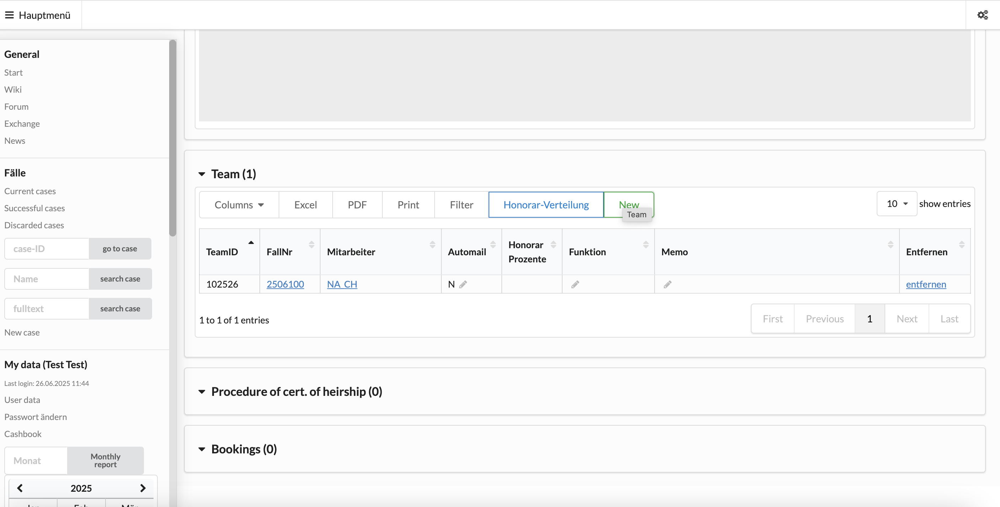 Hauptmenü
General
Start
Wiki
Forum
Exchange
News
Fälle
Current cases
Successful cases
Discarded cases
case-ID go to case
Name search case
fulltext search case
New case
My data (Test Test)
Last login: 26.06.2025 11:44
User data
Passwort ändern
Cashbook
Monat Monthly
report
2025
Team (1)
Columns Excel PDF Print Filter Honorar-Verteilung New 10 show entries
Team
TeamID FallNr Mitarbeiter Automail Honorar Prozente Funktion Memo Entfernen
102526 2506100 NA_CH N entfernen
1 to 1 of 1 entries First Previous 1 Next Last
Procedure of cert. of heirship (0)
Bookings (0)